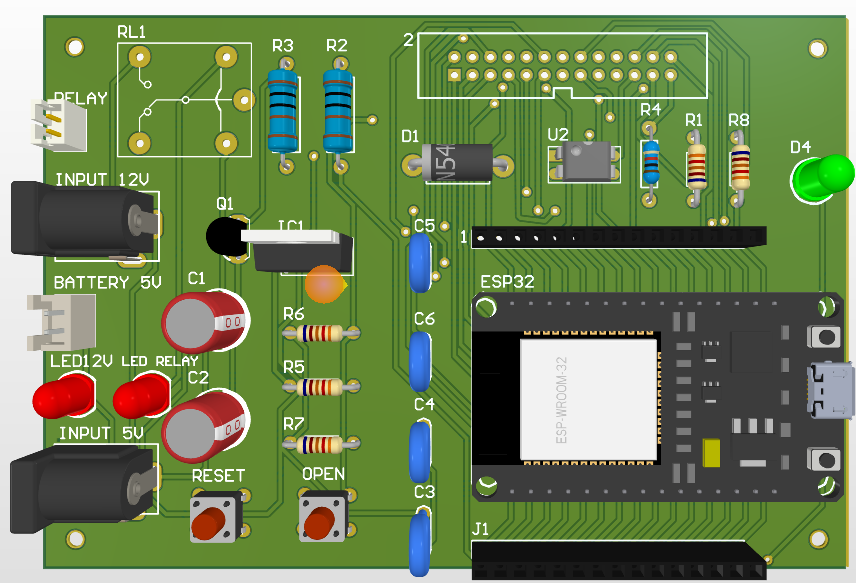 RL1
R3
R2
2
RELAY
R4
R1
R8
D1
N54
U2
D4
INPUT 12V
Q1
IC1
C5
1
BATTERY 5V
C1
ESP32
R6
C6
LED12V
LED RELAY
R5
C2
C4
ESP-WROOM-32
INPUT 5V
R7
RESET
OPEN
C3
J1